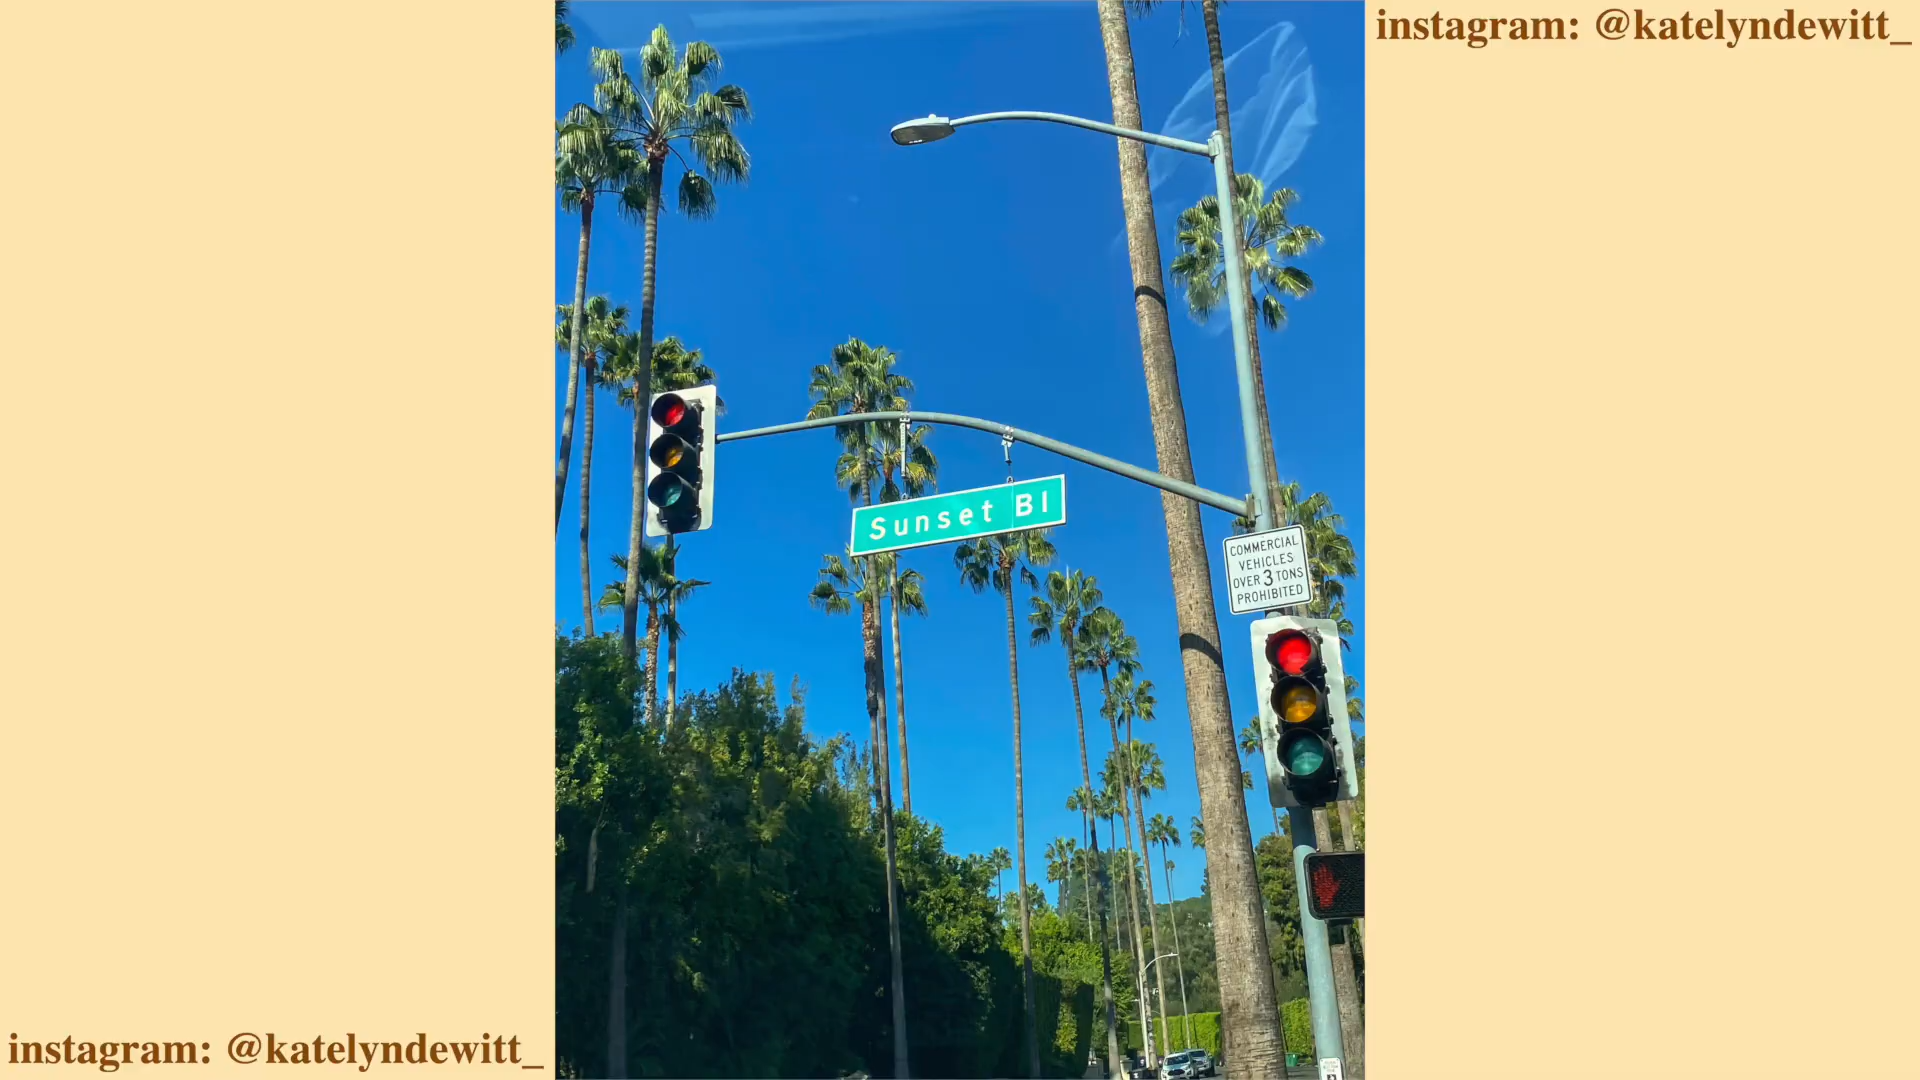 instagram: @katelyndewitt_
Sunset Bl
COMMERCIAL
VEHICLES
OVER 3 TONS
PROHIBITED
instagram: @katelyndewitt_